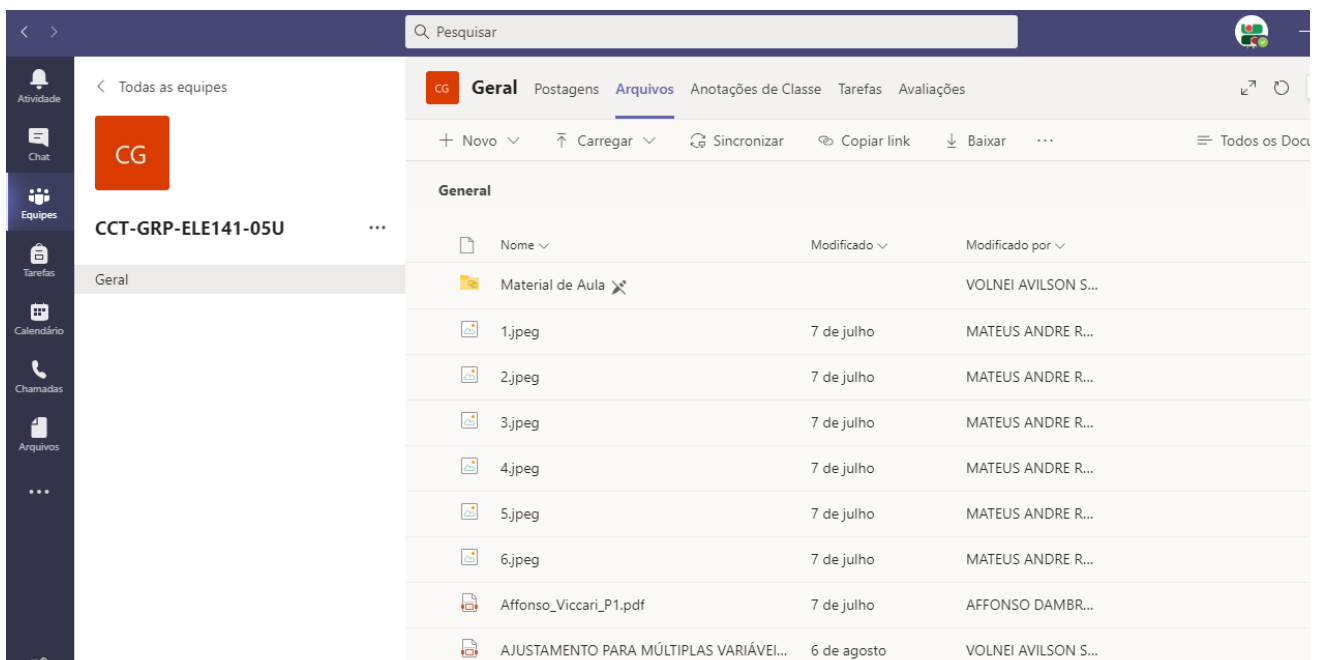 Pesquisar
Atividade
Chat
Equipes
Tarefas
Calendário
Chamadas
Arquivos
Todas as equipes
CG
CCT-GRP-ELE141-05U
Geral
CG Geral Postagens Arquivos Anotações de Classe Tarefas Avaliações
Novo Carregar Sincronizar Copiar link Baixar Todos os
General
Nome Modificado Modificado por
Material de Aula VOLNEI AVILSON S...
1.jpeg 7 de julho MATEUS ANDRE R...
2.jpeg 7 de julho MATEUS ANDRE R...
3.jpeg 7 de julho MATEUS ANDRE R...
4.jpeg 7 de julho MATEUS ANDRE R...
5.jpeg 7 de julho MATEUS ANDRE R...
6.jpeg 7 de julho MATEUS ANDRE R...
Affonso_Viccari_P1.pdf 7 de julho AFFONSO DAMBR...
AJUSTAMENTO PARA MÚLTIPLAS VARIÁVEI... 6 de agosto VOLNEI AVILSON S...